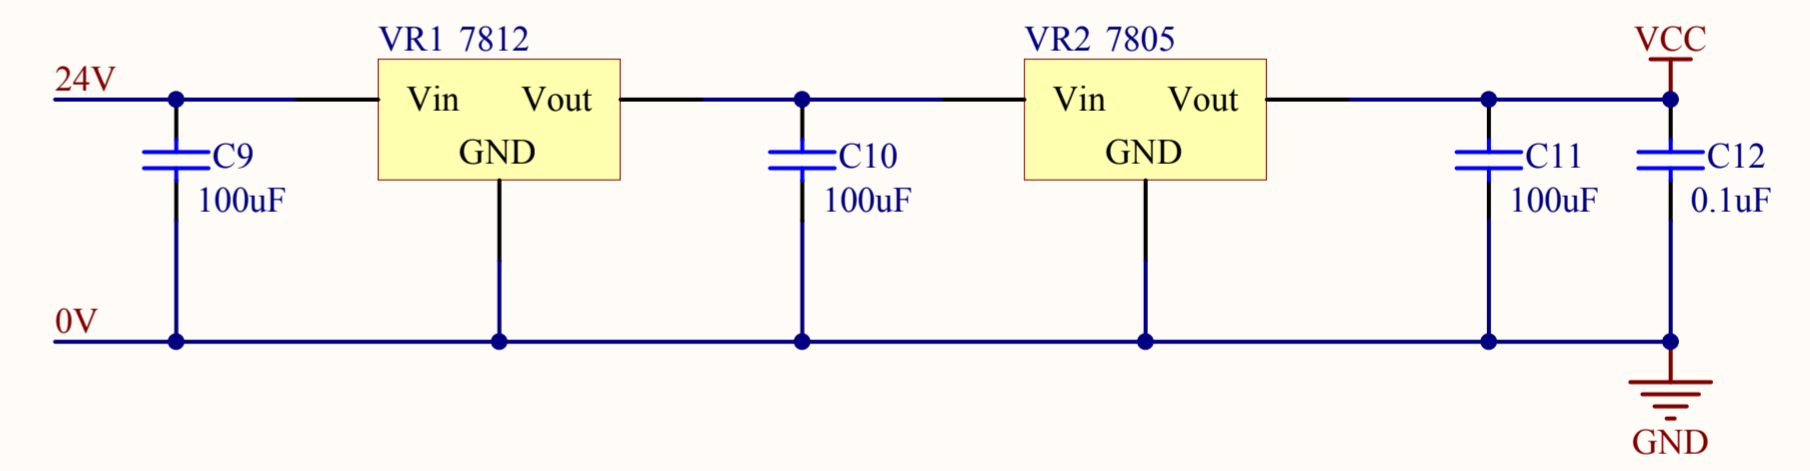 VR1 7812
VR2 7805
VCC
24V
Vin Vout
GND
Vin Vout
GND
C9
100uF
C10
100uF
C11
100uF
C12
0.1uF
0V
GND